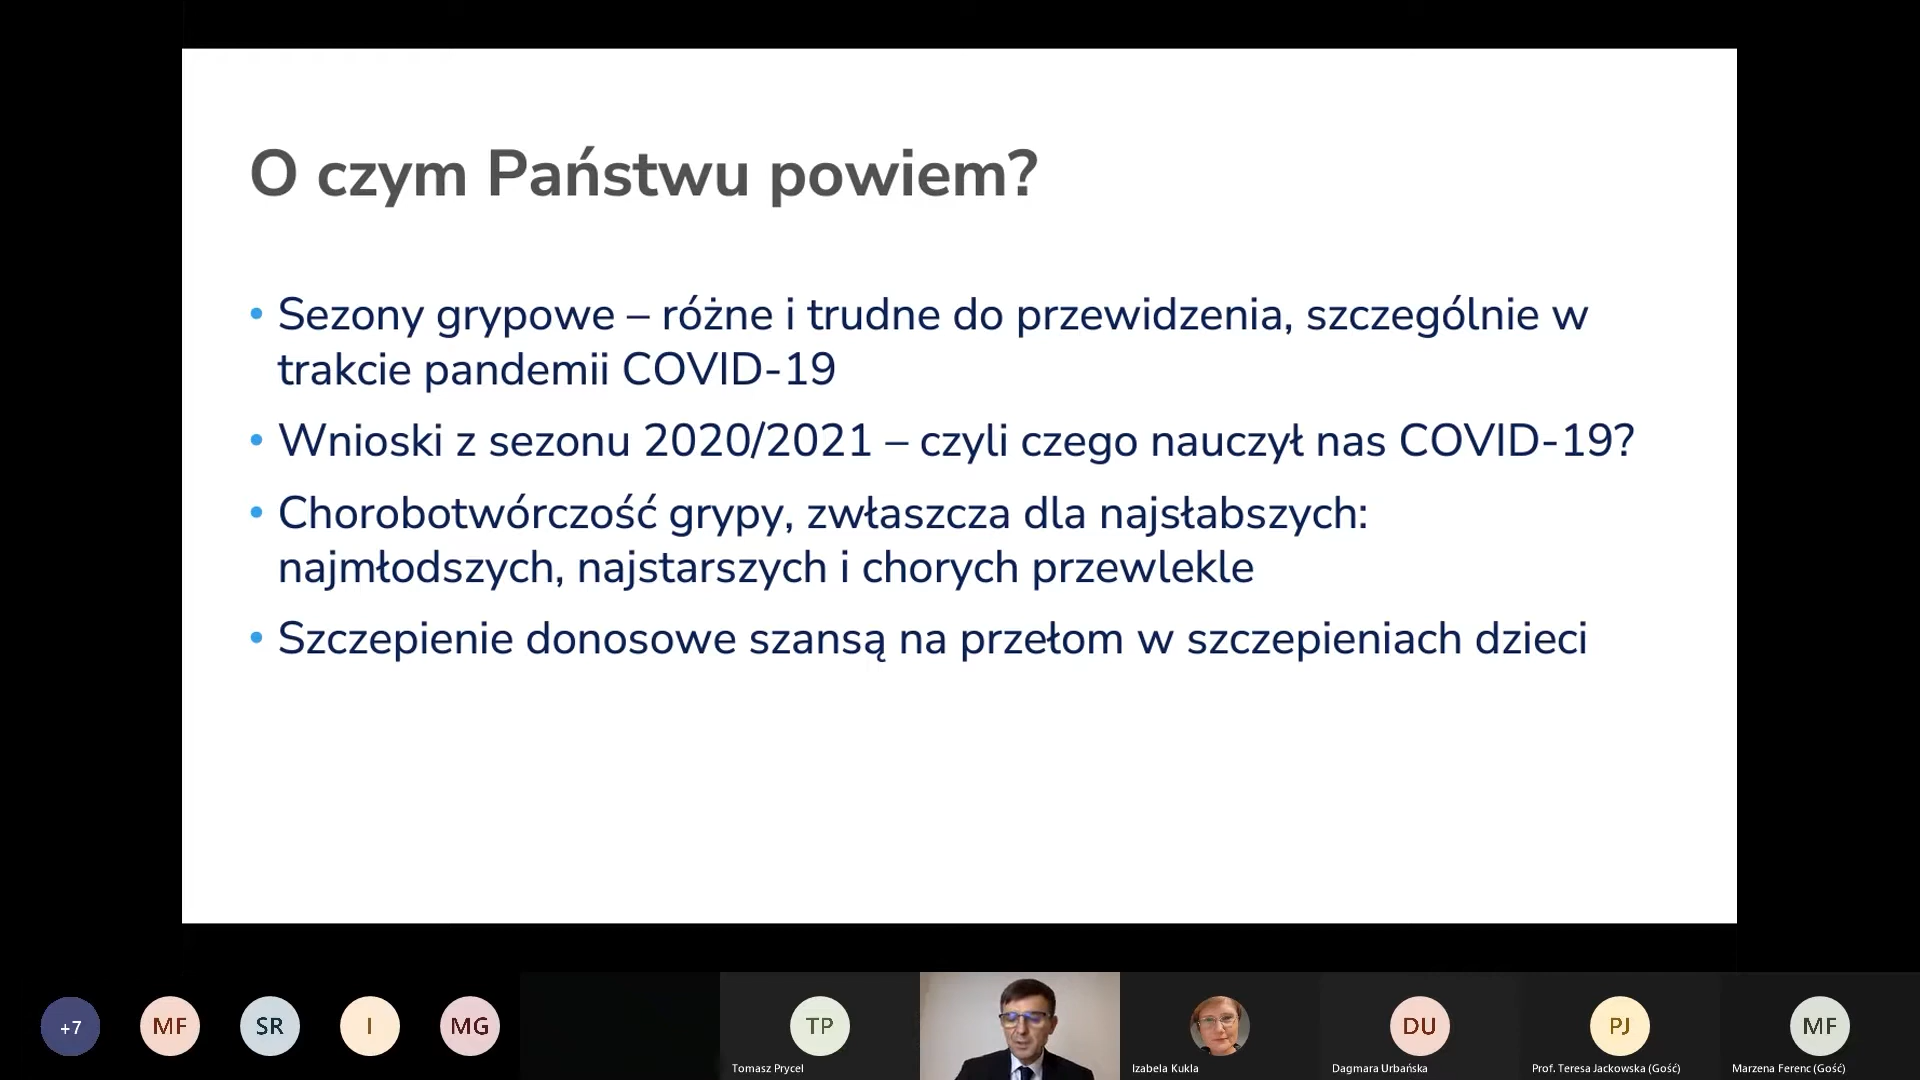 O czym Państwu powiem?
• Sezony grypowe – różne i trudne do przewidzenia, szczególnie w
trakcie pandemii COVID-19
• Wnioski z sezonu 2020/2021 – czyli czego nauczył nas COVID-19?
• Chorobotwórczość grypy, zwłaszcza dla najsłabszych:
najmłodszych, najstarszych i chorych przewlekle
• Szczepienie donosowe szansą na przełom w szczepieniach dzieci
+7
MF
SR
I
MG
TP
Tomasz Prycel
Izabela Kukla
DU
Dagmara Urbańska
PJ
Prof. Teresa Jackowska (Gość)
MF
Marzena Ferenc (Gość)